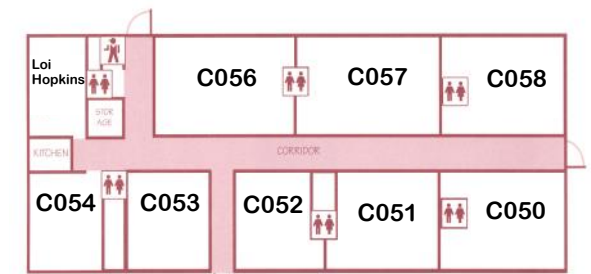 Loi
Hopkins
C056
C057
C058
STOR
AGE
KITCHEN
CORRIDOR
C054
C053
C052
C051
C050